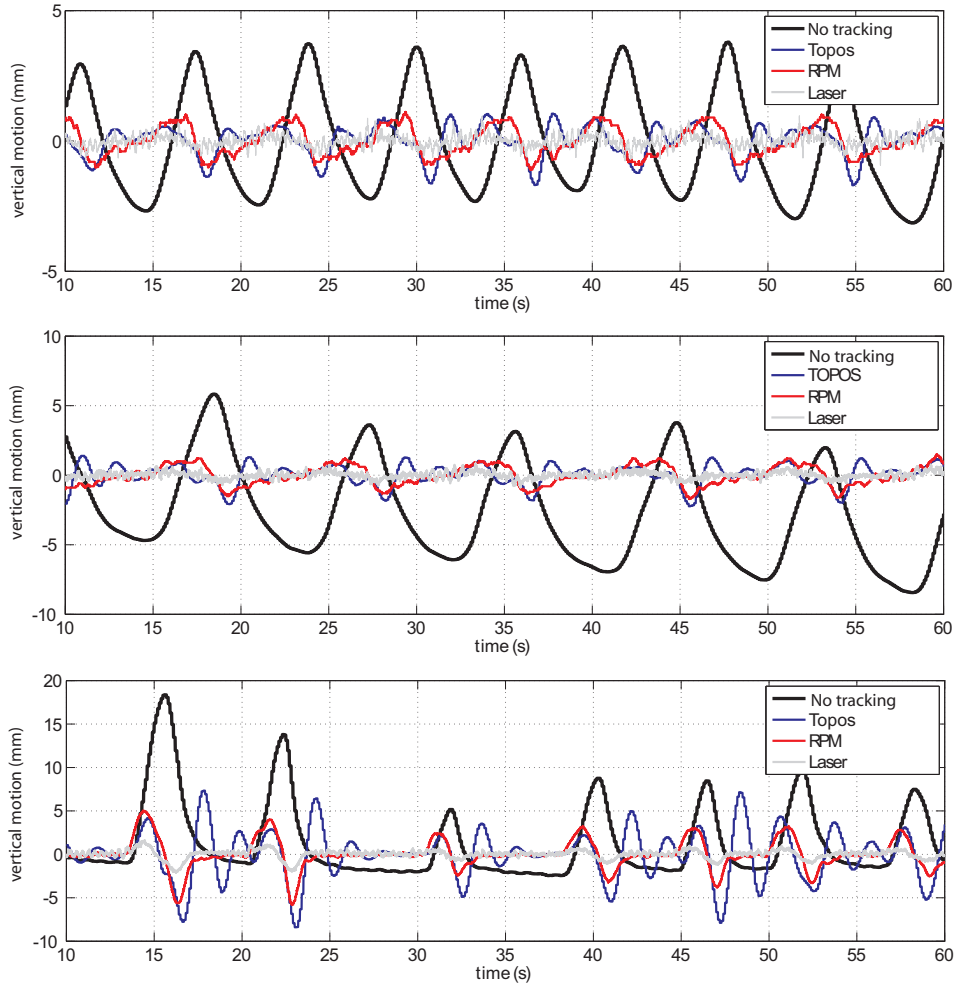 5
No tracking
Topos
RPM
Laser
0
vertical motion (mm)
-5
10 15 20 25 30 35 40 45 50 55 60
time (s)
10
No tracking
TOPOS
RPM
Laser
5
0
vertical motion (mm)
-5
-10
10 15 20 25 30 35 40 45 50 55 60
time (s)
20
No tracking
Topos
RPM
Laser
15
10
5
vertical motion (mm)
0
-5
-10
10 15 20 25 30 35 40 45 50 55 60
time (s)